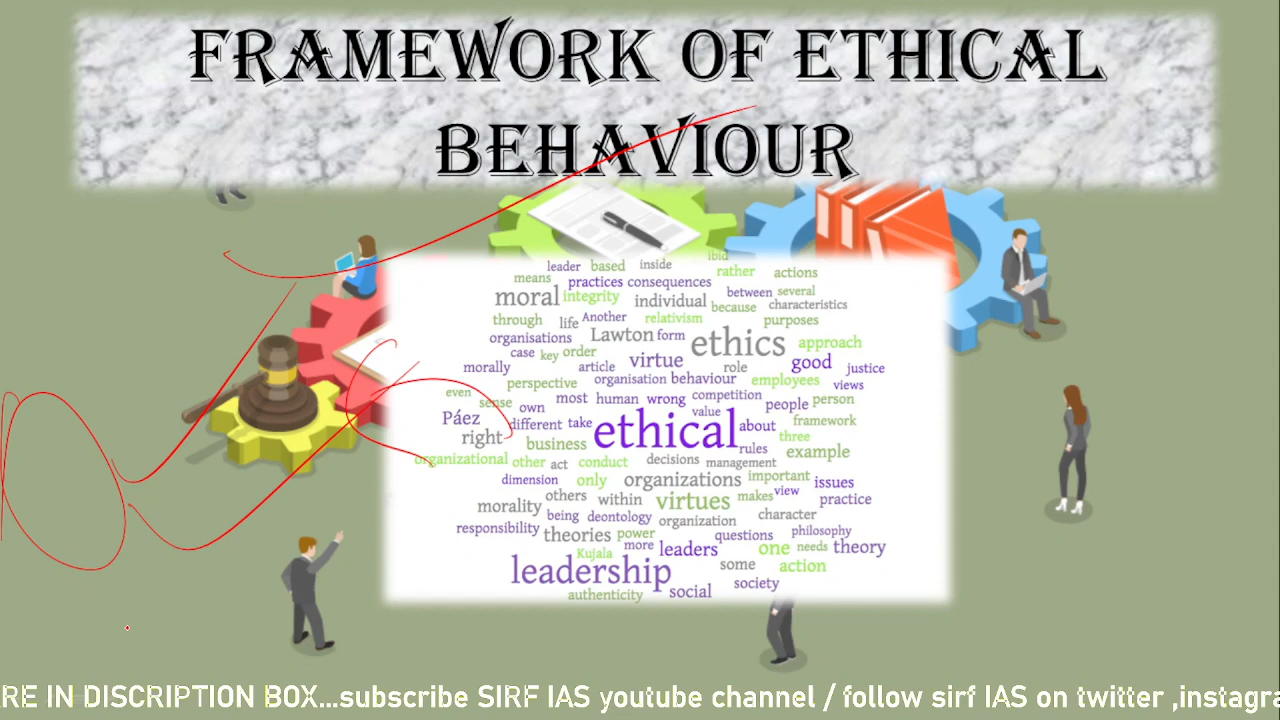 FRAMEWORK OF ETHICAL
BEHAVIOUR
ibid
leader based inside
means rather actions
practices consequences
moral integrity individual between several
because characteristics
through life Another relativism purposes
organisations Lawton form ethics approach
case key order virtue role good justice
morally article
perspective organisation behaviour employees views
even sense most human wrong competition people person
own value
Páez different take ethical about framework
right business rules three
organizational other act conduct decisions management example
dimension only organizations important issues
others within virtues makes view practice
morality being deontology organization character
responsibility theories power questions philosophy
Kujala more leaders one needs theory
leadership some action
authenticity social society
RE IN DISCRIPTION BOX...subscribe SIRF IAS youtube channel / follow sirf IAS on twitter ,instagra